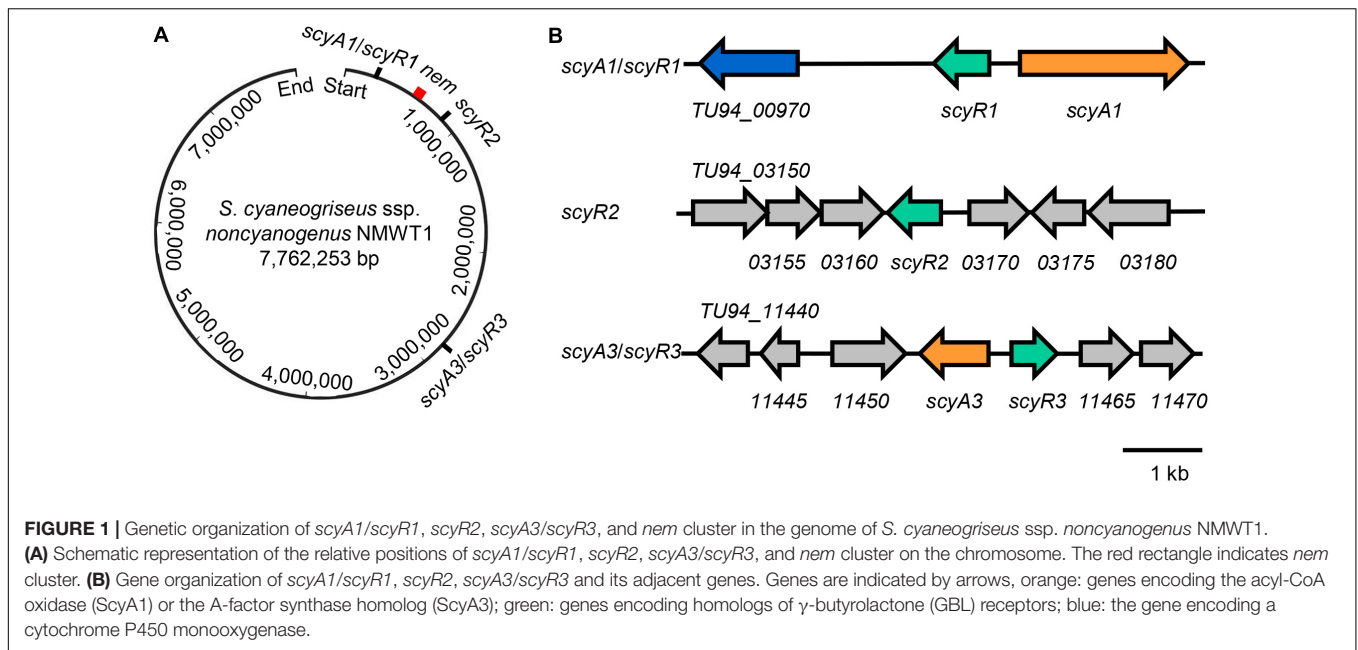 A
scyA1/scyR1 nem scyR2
End Start
1,000,000
2,000,000
3,000,000
scyA3/scyR3
4,000,000
5,000,000
6,000,000
7,000,000
S. cyaneogriseus ssp.
noncyanogenus NMWT1
7,762,253 bp
B
scyA1/scyR1
TU94_00970 scyR1 scyA1
TU94_03150
scyR2
03155 03160 scyR2 03170 03175 03180
TU94_11440
scyA3/scyR3
11445 11450 scyA3 scyR3 11465 11470
1 kb
FIGURE 1 | Genetic organization of scyA1/scyR1, scyR2, scyA3/scyR3, and nem cluster in the genome of S. cyaneogriseus ssp. noncyanogenus NMWT1.
(A) Schematic representation of the relative positions of scyA1/scyR1, scyR2, scyA3/scyR3, and nem cluster on the chromosome. The red rectangle indicates nem
cluster. (B) Gene organization of scyA1/scyR1, scyR2, scyA3/scyR3 and its adjacent genes. Genes are indicated by arrows, orange: genes encoding the acyl-CoA
oxidase (ScyA1) or the A-factor synthase homolog (ScyA3); green: genes encoding homologs of γ-butyrolactone (GBL) receptors; blue: the gene encoding a
cytochrome P450 monooxygenase.